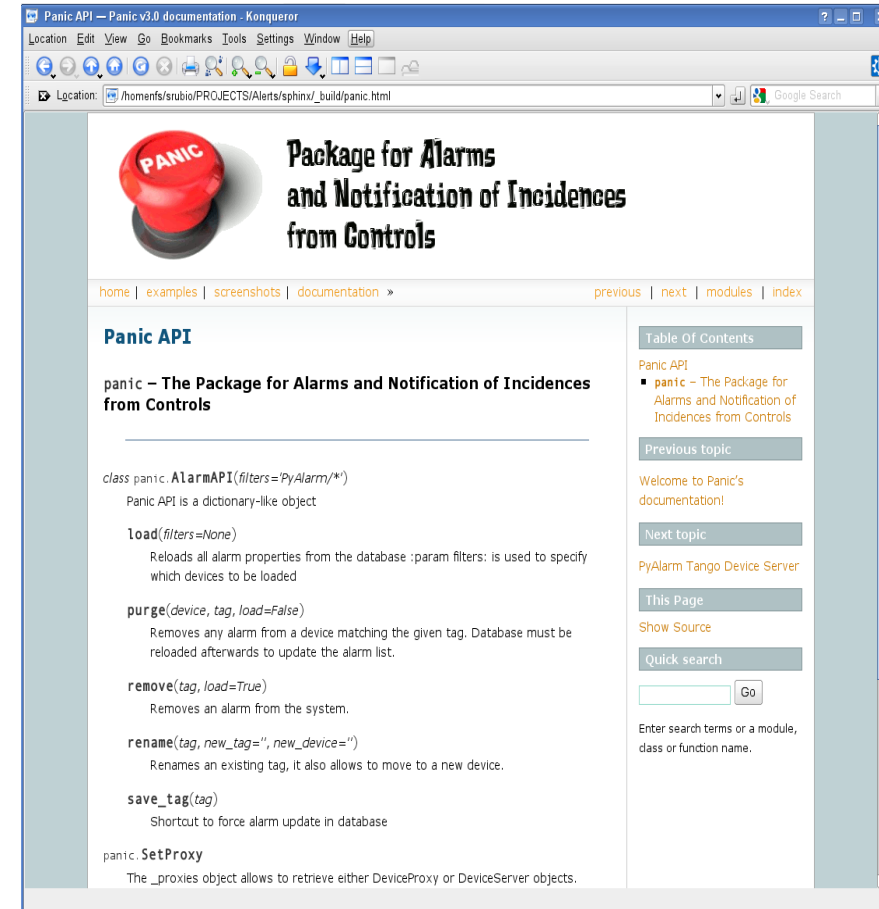 Panic API — Panic v3.0 documentation - Konqueror
Location Edit View Go Bookmarks Tools Settings Window Help
Location: /homenfs/srubio/PROJECTS/Alerts/sphinx/_build/panic.html
Google Search
PANIC
Package for Alarms
and Notification of Incidences
from Controls
home | examples | screenshots | documentation »
previous | next | modules | index
Panic API
panic – The Package for Alarms and Notification of Incidences
from Controls
class panic.AlarmAPI(filters='PyAlarm/*')
Panic API is a dictionary-like object
load(filters=None)
Reloads all alarm properties from the database :param filters: is used to specify
which devices to be loaded
purge(device, tag, load=False)
Removes any alarm from a device matching the given tag. Database must be
reloaded afterwards to update the alarm list.
remove(tag, load=True)
Removes an alarm from the system.
rename(tag, new_tag='', new_device='')
Renames an existing tag, it also allows to move to a new device.
save_tag(tag)
Shortcut to force alarm update in database
panic.SetProxy
The _proxies object allows to retrieve either DeviceProxy or DeviceServer objects.
Table Of Contents
Panic API
panic – The Package for
Alarms and Notification of
Incidences from Controls
Previous topic
Welcome to Panic's
documentation!
Next topic
PyAlarm Tango Device Server
This Page
Show Source
Quick search
Go
Enter search terms or a module,
class or function name.